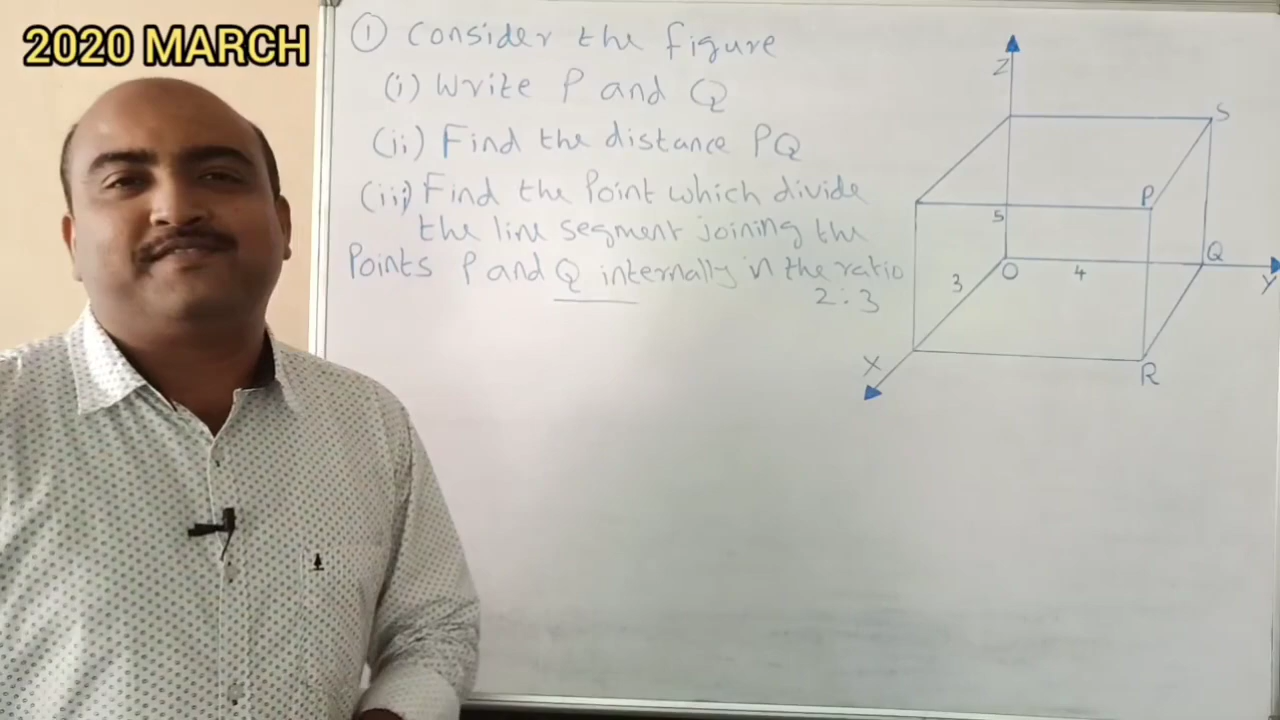 2020 MARCH
① Consider the figure
(i) Write P and Q
(ii) Find the distance PQ
(iii) Find the Point which divide
the line segment joining the
Points P and Q internally in the ratio
2:3
Z
S
P
5
Q
O
4
3
Y
X
R